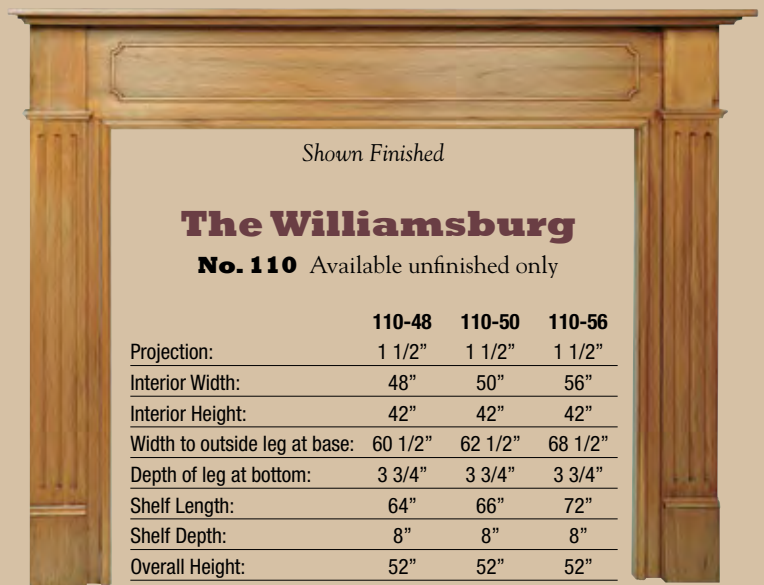 Shown Finished
The Williamsburg
No. 110 Available unfinished only
110-48 110-50 110-56
Projection: 1 1/2” 1 1/2” 1 1/2”
Interior Width: 48” 50” 56”
Interior Height: 42” 42” 42”
Width to outside leg at base: 60 1/2” 62 1/2” 68 1/2”
Depth of leg at bottom: 3 3/4” 3 3/4” 3 3/4”
Shelf Length: 64” 66” 72”
Shelf Depth: 8” 8” 8”
Overall Height: 52” 52” 52”